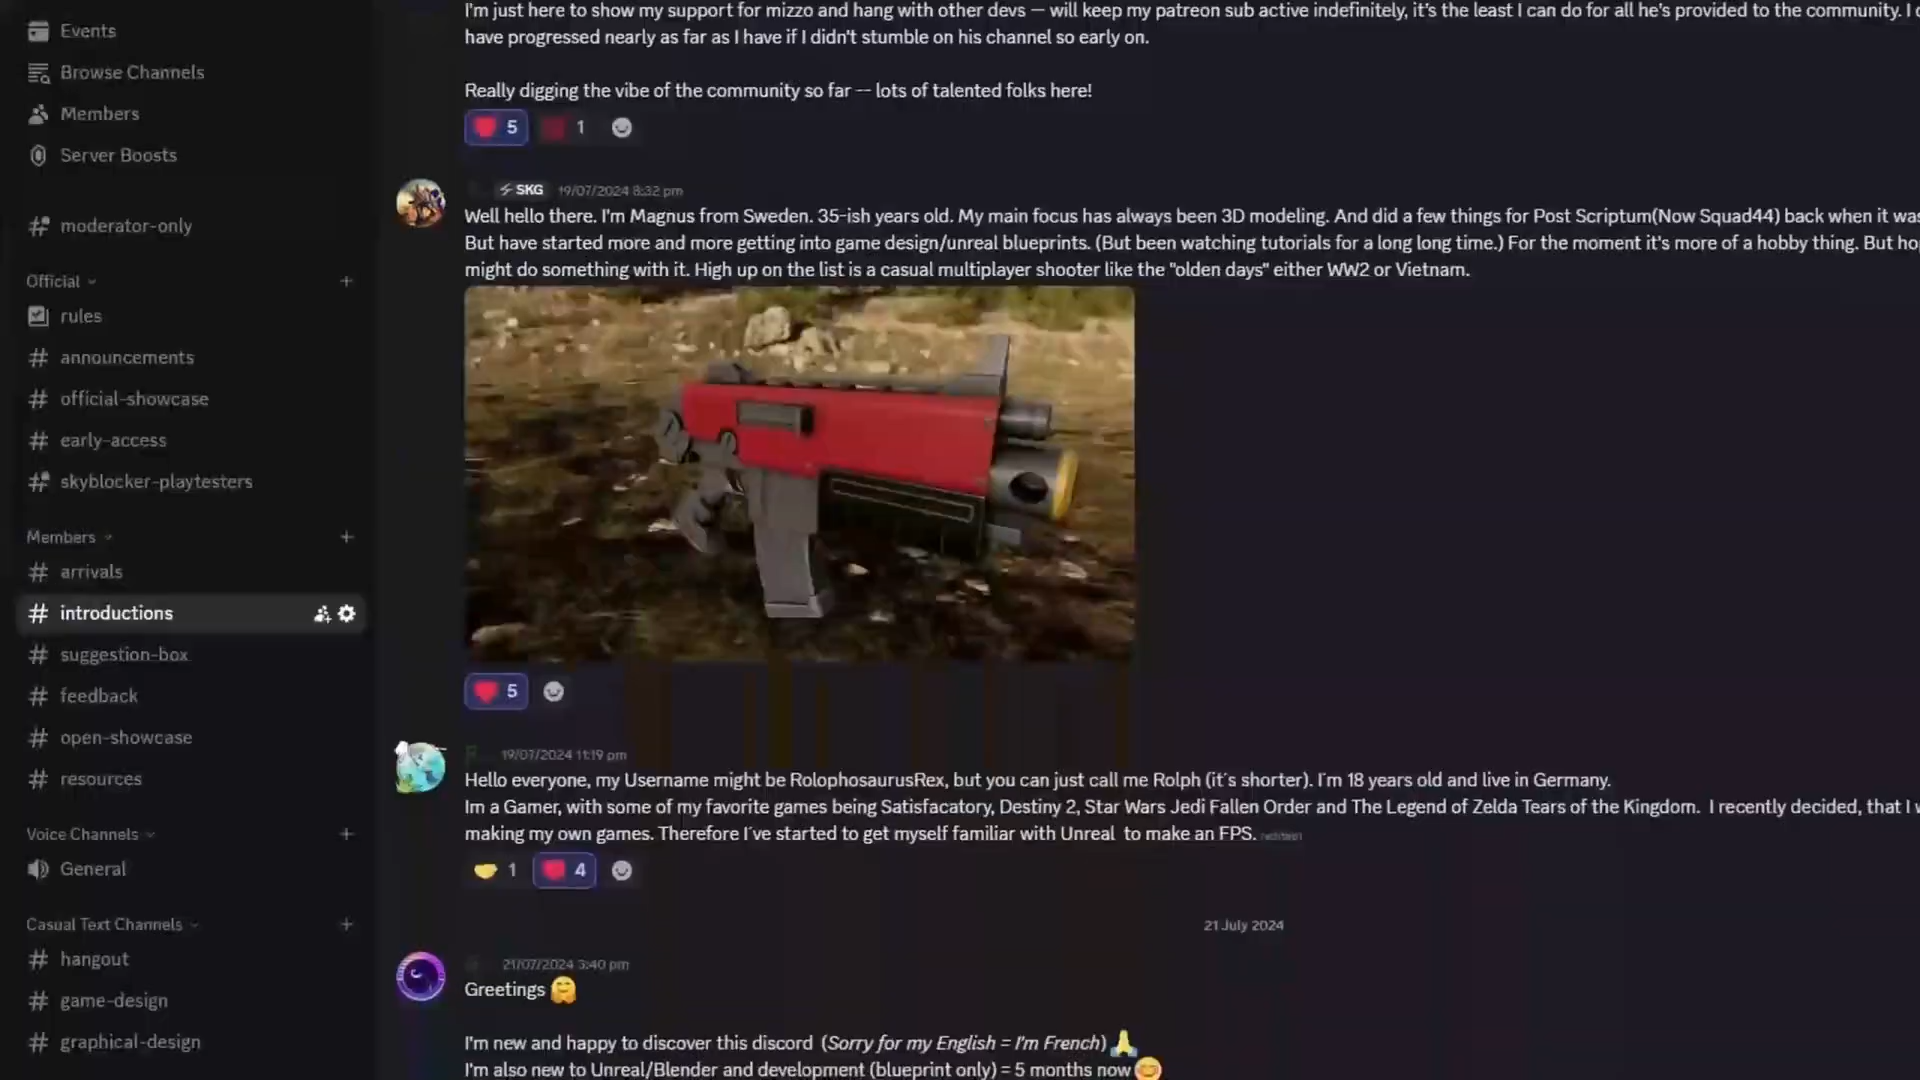 Events
Browse Channels
Members
Server Boosts
moderator-only
Official
rules
announcements
official-showcase
early-access
skyblocker-playtesters
Members
arrivals
introductions
suggestion-box
feedback
open-showcase
resources
Voice Channels
General
Casual Text Channels
hangout
game-design
graphical-design
I'm just here to show my support for mizzo and hang with other devs — will keep my patreon sub active indefinitely, it's the least I can do for all he's provided to the community. I
have progressed nearly as far as I have if I didn't stumble on his channel so early on.
Really digging the vibe of the community so far -- lots of talented folks here!
5 1
SKG 19/07/2024 8:32 pm
Well hello there. I'm Magnus from Sweden. 35-ish years old. My main focus has always been 3D modeling. And did a few things for Post Scriptum(Now Squad44) back when it was
But have started more and more getting into game design/unreal blueprints. (But been watching tutorials for a long long time.) For the moment it's more of a hobby thing. But
might do something with it. High up on the list is a casual multiplayer shooter like the "olden days" either WW2 or Vietnam.
5
19/07/2024 11:19 pm
Hello everyone, my Username might be RolophosaurusRex, but you can just call me Rolph (it´s shorter). I´m 18 years old and live in Germany.
Im a Gamer, with some of my favorite games being Satisfacatory, Destiny 2, Star Wars Jedi Fallen Order and The Legend of Zelda Tears of the Kingdom. I recently decided, that I
making my own games. Therefore I´ve started to get myself familiar with Unreal to make an FPS.
1 4
21 July 2024
21/07/2024 3:40 pm
Greetings
I'm new and happy to discover this discord (Sorry for my English = I'm French)
I'm also new to Unreal/Blender and development (blueprint only) = 5 months now